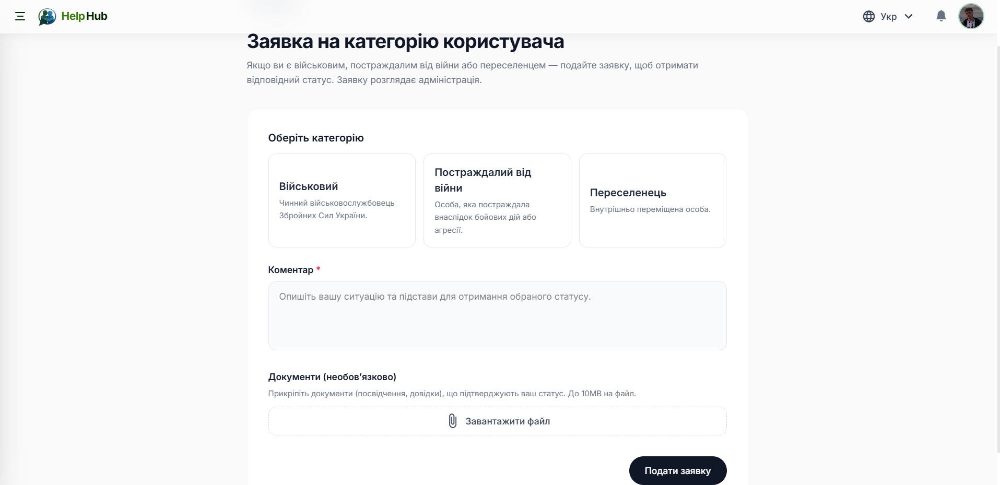 HelpHub
Укр
Заявка на категорію користувача
Якщо ви є військовим, постраждалим від війни або переселенцем — подайте заявку, щоб отримати
відповідний статус. Заявку розглядає адміністрація.
Оберіть категорію
Військовий
Чинний військовослужбовець
Збройних Сил України.
Постраждалий від
війни
Особа, яка постраждала
внаслідок бойових дій або
агресії.
Переселенець
Внутрішньо переміщена особа.
Коментар *
Опишіть вашу ситуацію та підстави для отримання обраного статусу.
Документи (необов’язково)
Прикріпіть документи (посвідчення, довідки), що підтверджують ваш статус. До 10MB на файл.
Завантажити файл
Подати заявку